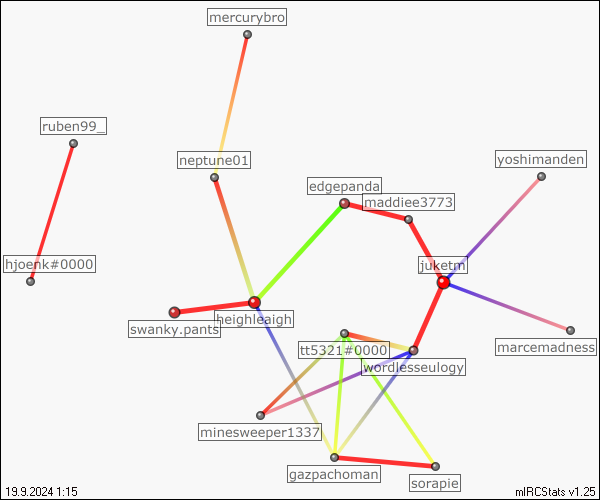 mercurybro
ruben99_
neptune01
yoshimanden
edgepanda
maddiee3773
hjoenk#0000
juketm
heighleaigh
swanky.pants
tt5321#0000
marcemadness
wordlesseulogy
minesweeper1337
gazpachoman
sorapie
19.9.2024 1:15
mIRCStats v1.25